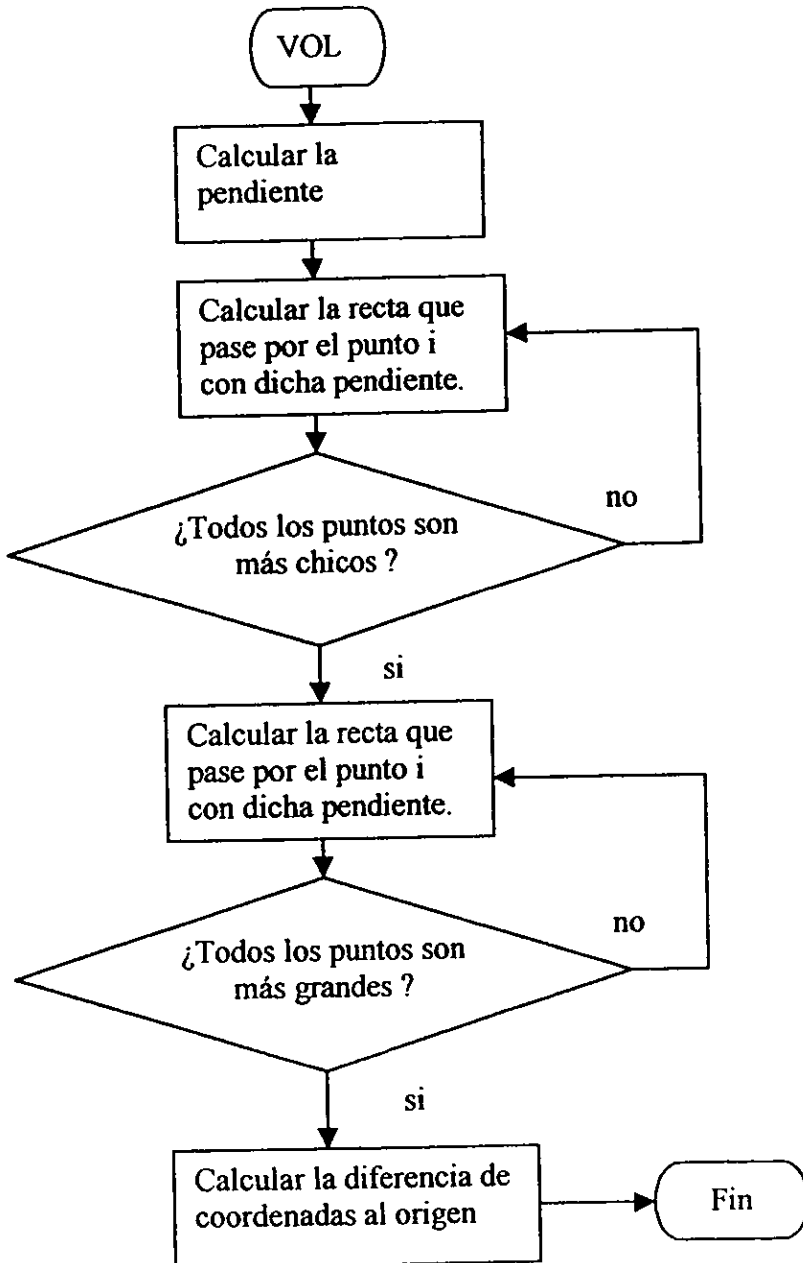 VOL
Calcular la
pendiente
Calcular la recta que
pase por el punto i
con dicha pendiente.
no
¿Todos los puntos son
más chicos ?
si
Calcular la recta que
pase por el punto i
con dicha pendiente.
no
¿Todos los puntos son
más grandes ?
si
Calcular la diferencia de
coordenadas al origen
Fin